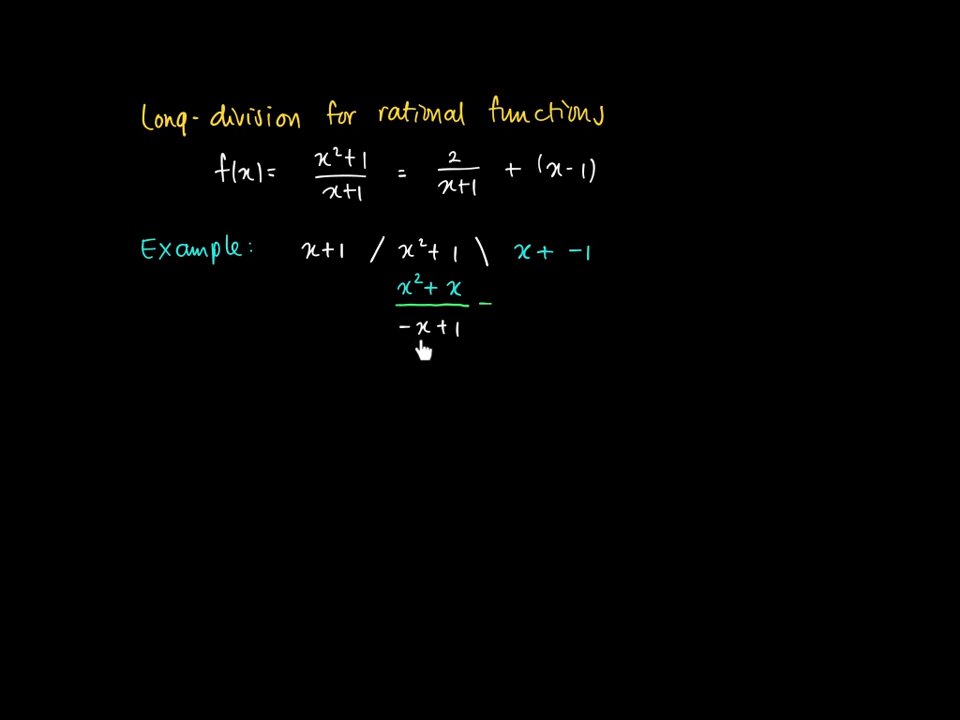 Long-division for rational functions
f(x) = (x²+1)/(x+1) = 2/(x+1) + (x-1)
Example: x+1 / x²+1 \ x + -1
x²+ x -
-x+1